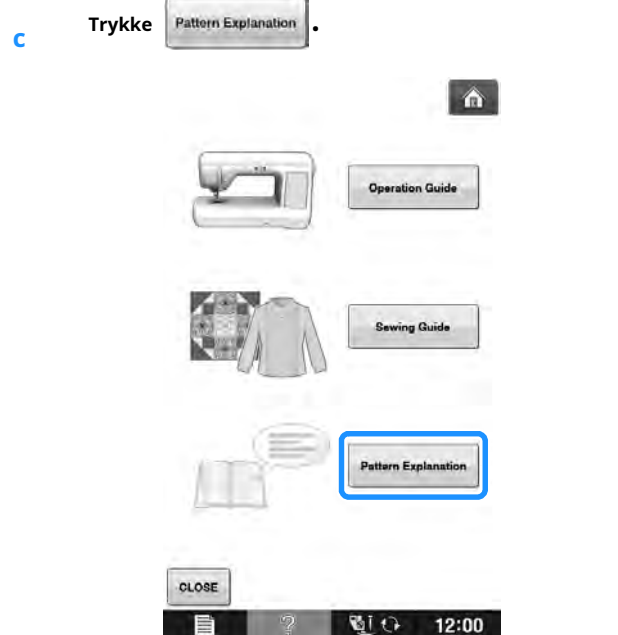 c Trykke Pattern Explanation .
Operation Guide
Sewing Guide
Pattern Explanation
CLOSE
12:00